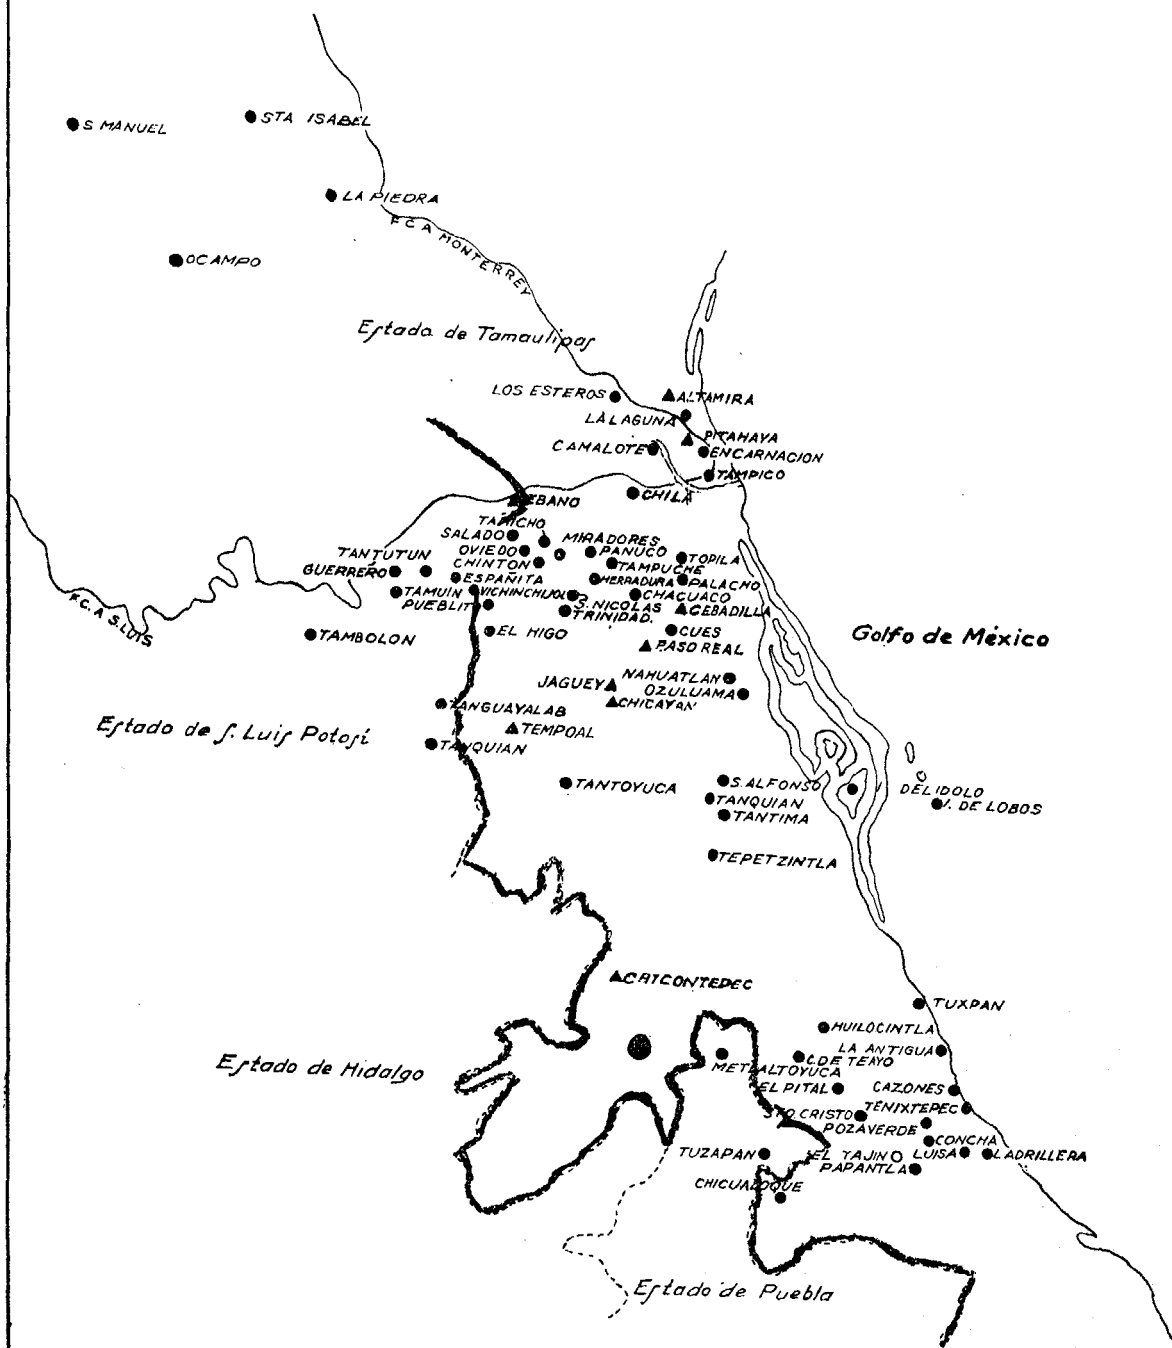 S MANUEL
STA ISABEL
LA PIEDRA
F C A MONTERREY
OCAMPO
Estado de Tamaulipas
LOS ESTEROS
ALTAMIRA
LA LAGUNA
PITAHAYA
CAMALOTE
ENCARNACION
TAMPICO
EBANO
CHILA
TAMICHO
SALADO
MIRADORES
OVIEDO
PANUCO
TANTUTUN
CHINTON
TAMPUCHE
TOPILA
GUERRERO
ESPAÑITA
HERRADURA
PALACHO
TAMUIN
VICHINCHIJOL
CHACUACO
PUEBLITO
S. NICOLAS
CEBADILLA
TRINIDAD.
F.C. A S. LUIS
TAMBOLON
EL HIGO
CUES
Golfo de México
PASO REAL
JAGUEY
NAHUATLAN
OZULUAMA
CHICAYAN
TANGUAYALAB
Estado de S. Luis Potosí
TEMPOAL
TANQUIAN
TANTOYUCA
S. ALFONSO
DEL IDOLO
TANQUIAN
I. DE LOBOS
TANTIMA
TEPETZINTLA
TUXPAN
HUILOCINTLA
LA ANTIGUA
C. DE TEAYO
Estado de Hidalgo
METLALTOYUCA
EL PITAL
CAZONES
STO. CRISTO
TENIXTEPEC
POZA VERDE
CONCHA
TUZAPAN
EL TAJIN
LUISA
LADRILLERA
PAPANTLA
CHICUALOQUE
Estado de Puebla